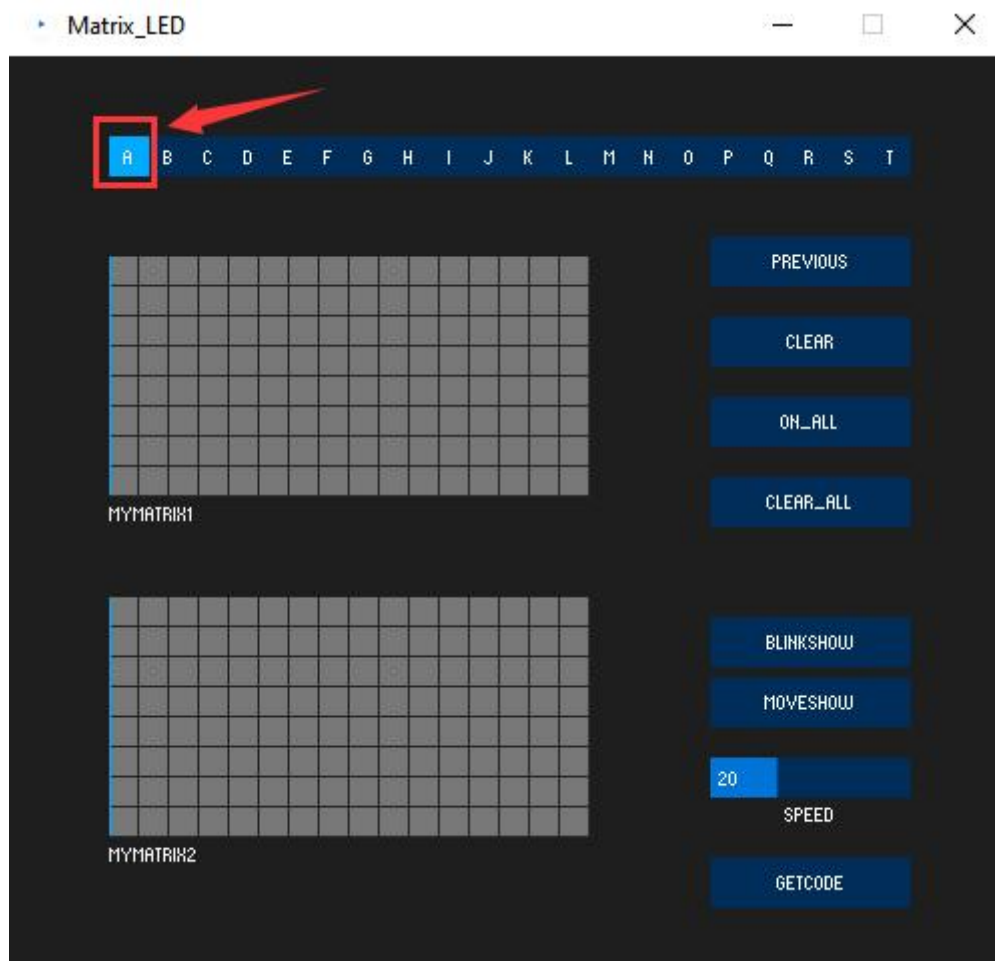 Matrix_LED
A B C D E F G H I J K L M N O P Q R S T
PREVIOUS
CLEAR
ON_ALL
CLEAR_ALL
MYMATRIX1
BLINKSHOW
MOVESHOW
20
SPEED
MYMATRIX2
GETCODE